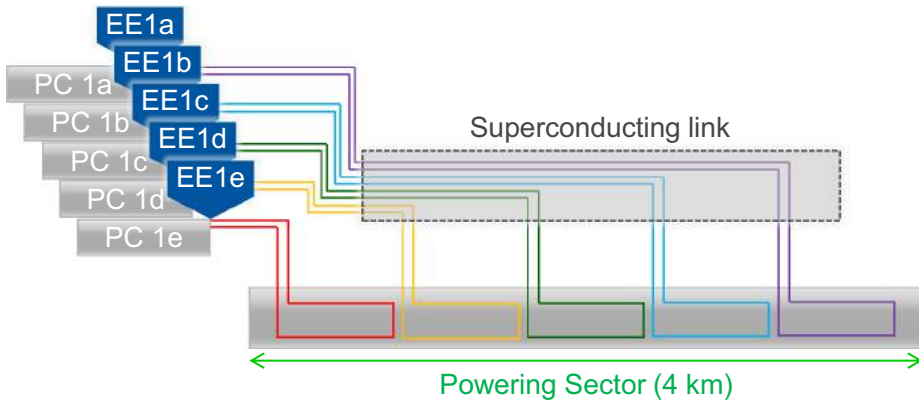 EE1a
EE1b
PC 1a
EE1c
PC 1b
EE1d
PC 1c
EE1e
PC 1d
PC 1e
Superconducting link
Powering Sector (4 km)